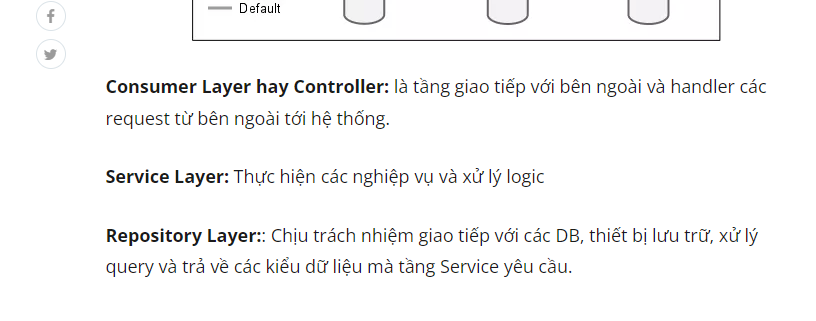 Default
Consumer Layer hay Controller: là tầng giao tiếp với bên ngoài và handler các
request từ bên ngoài tới hệ thống.
Service Layer: Thực hiện các nghiệp vụ và xử lý logic
Repository Layer:: Chịu trách nhiệm giao tiếp với các DB, thiết bị lưu trữ, xử lý
query và trả về các kiểu dữ liệu mà tầng Service yêu cầu.